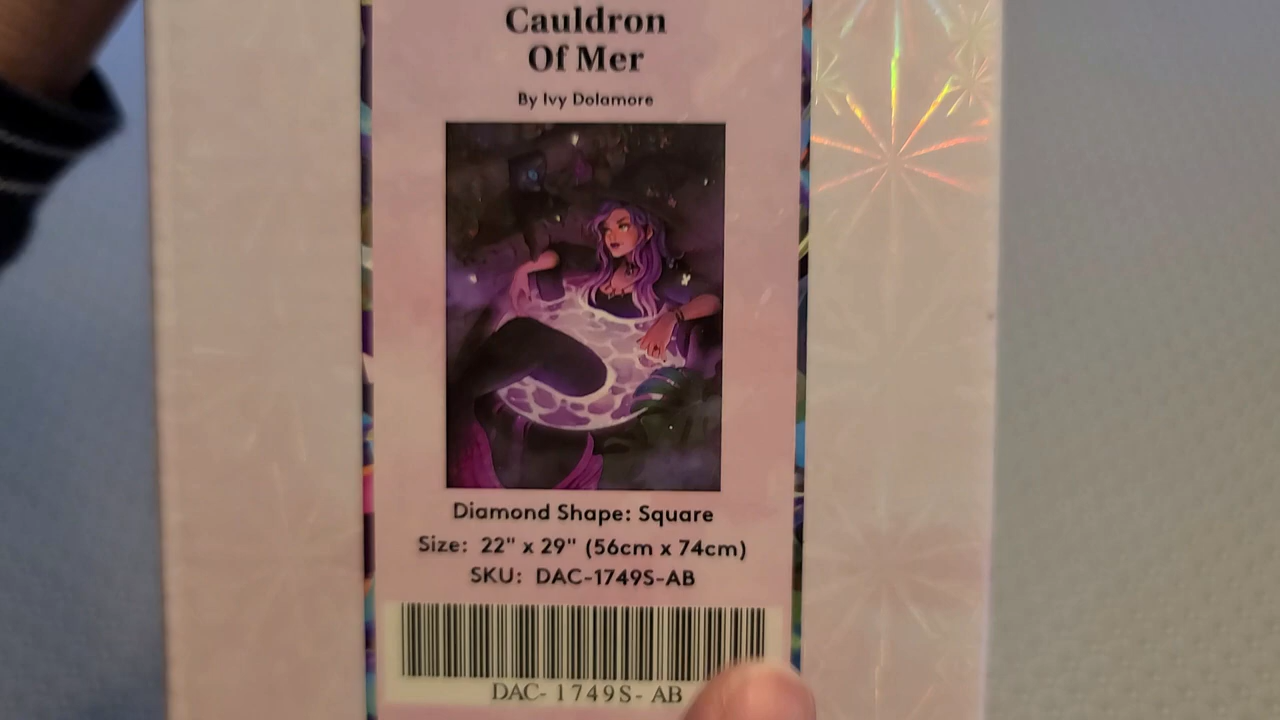 Cauldron
Of Mer
By Ivy Dolamore
Diamond Shape: Square
Size: 22" x 29" (56cm x 74cm)
SKU: DAC-1749S-AB
DAC- 1749S- AB